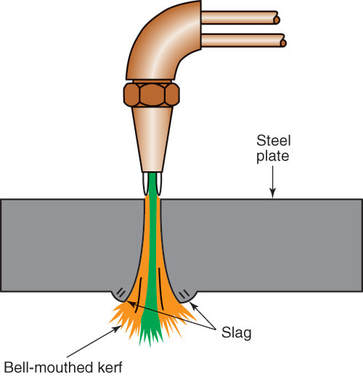 Steel
plate
Slag
Bell-mouthed kerf